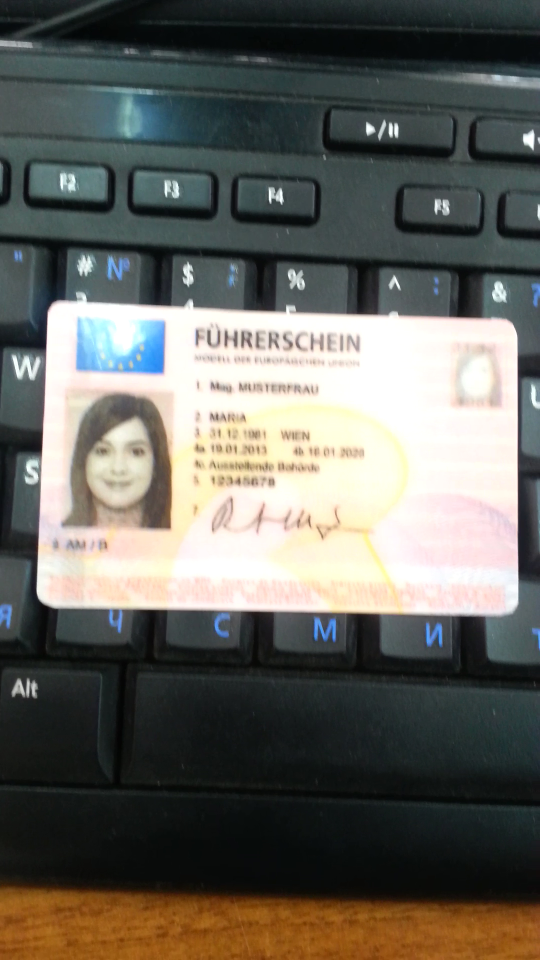 ▶/II
F2 F3 F4 F5
" # № $ ; % ^ : & ?
W
FÜHRERSCHEIN
MODELL DER EUROPÄISCHEN UNION
1. Mag. MUSTERFRAU
2. MARIA
3. 31.12.1981 WIEN
4a. 19.01.2013 4b. 18.01.2028
4c. Ausstellende Behörde
5. 12345678
7.
9. AM / B
S
Я Ч С М И Т
Alt